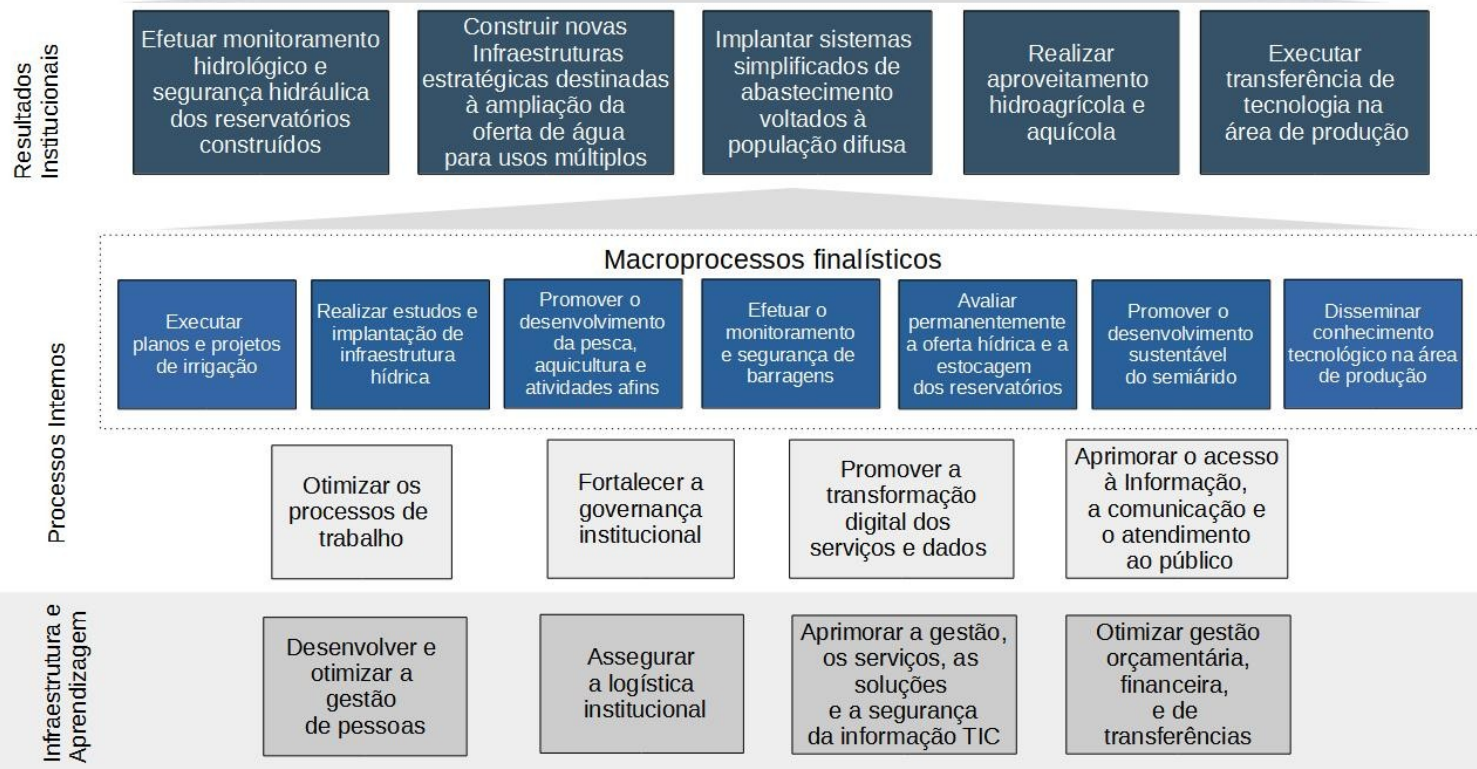 Resultados
Institucionais
Efetuar monitoramento
hidrológico e
segurança hidráulica
dos reservatórios
construídos
Construir novas
Infraestruturas
estratégicas destinadas
à ampliação da
oferta de água
para usos múltiplos
Implantar sistemas
simplificados de
abastecimento
voltados à
população difusa
Realizar
aproveitamento
hidroagrícola e
aquícola
Executar
transferência de
tecnologia na
área de produção
Processos Internos
Macroprocessos finalísticos
Executar
planos e projetos
de irrigação
Realizar estudos e
implantação de
infraestrutura
hídrica
Promover o
desenvolvimento
da pesca,
aquicultura e
atividades afins
Efetuar o
monitoramento
e segurança de
barragens
Avaliar
permanentemente
a oferta hídrica e a
estocagem
dos reservatórios
Promover o
desenvolvimento
sustentável
do semiárido
Disseminar
conhecimento
tecnológico na área
de produção
Otimizar os
processos de
trabalho
Fortalecer a
governança
institucional
Promover a
transformação
digital dos
serviços e dados
Aprimorar o acesso
à Informação,
a comunicação e
o atendimento
ao público
Infraestrutura e
Aprendizagem
Desenvolver e
otimizar a
gestão
de pessoas
Assegurar
a logística
institucional
Aprimorar a gestão,
os serviços, as
soluções
e a segurança
da informação TIC
Otimizar gestão
orçamentária,
financeira,
e de
transferências